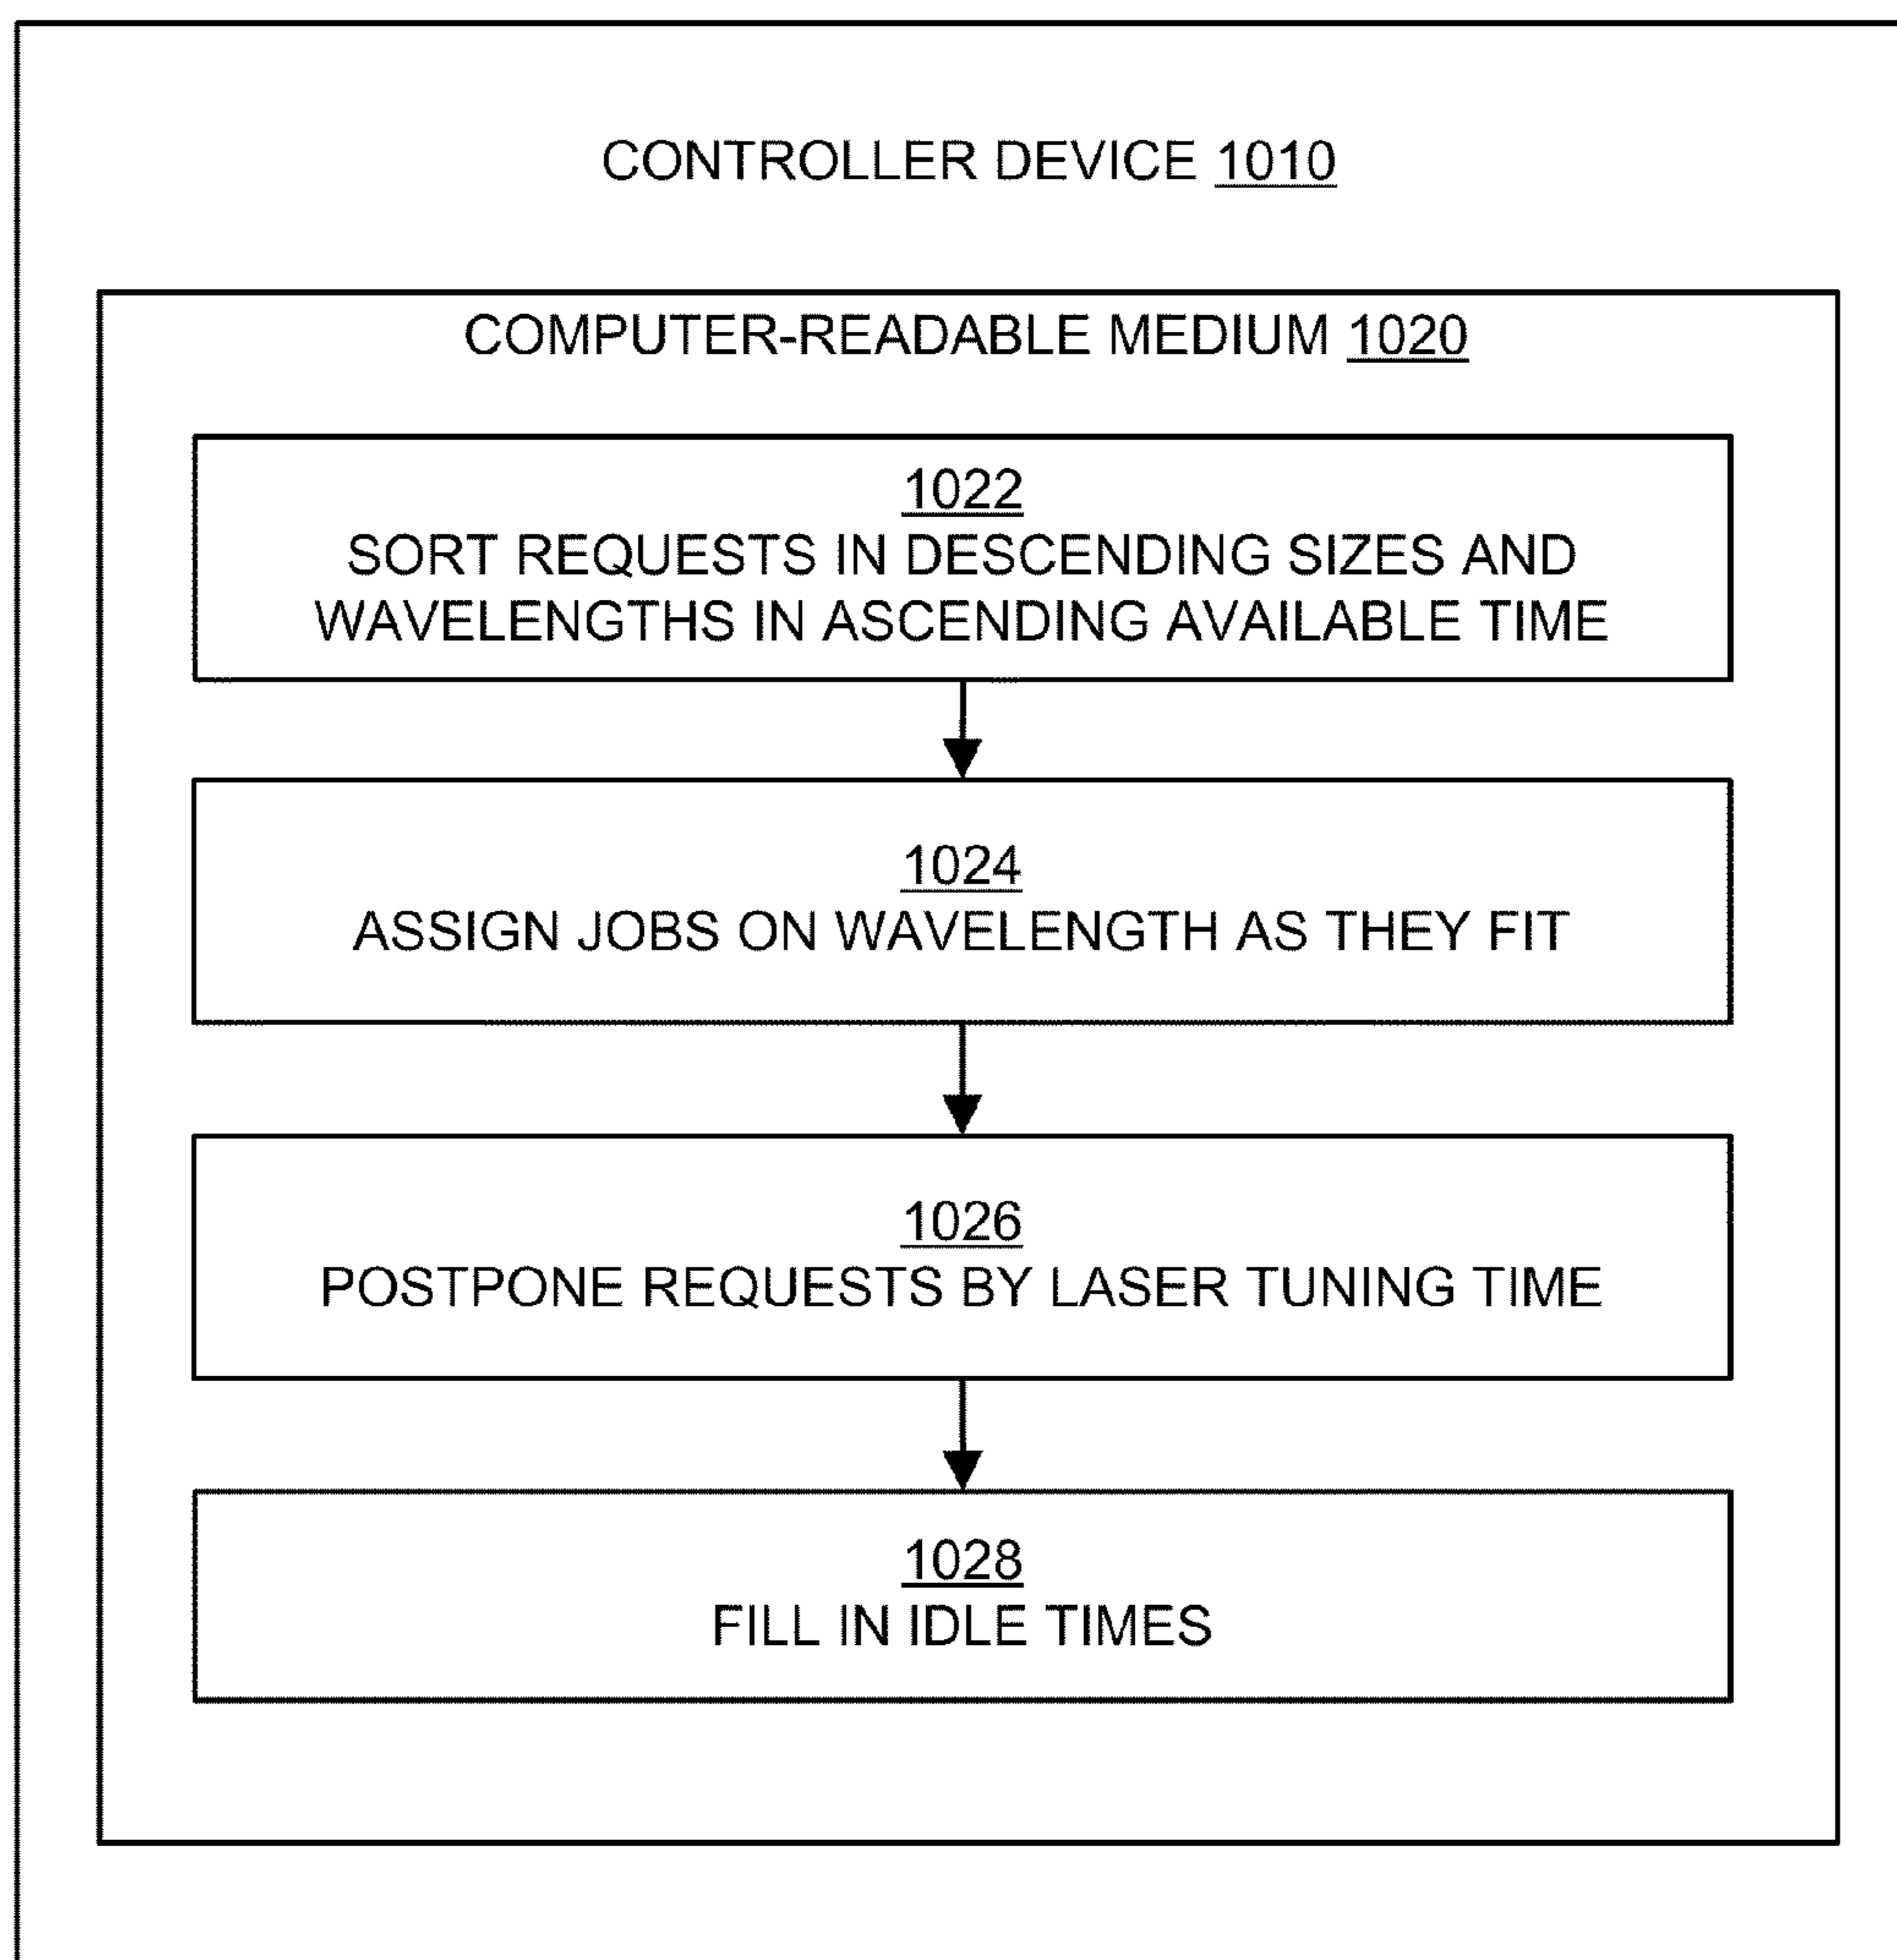 CONTROLLER DEVICE 1010
COMPUTER-READABLE MEDIUM 1020
1022
SORT REQUESTS IN DESCENDING SIZES AND
WAVELENGTHS IN ASCENDING AVAILABLE TIME
1024
ASSIGN JOBS ON WAVELENGTH AS THEY FIT
1026
POSTPONE REQUESTS BY LASER TUNING TIME
1028
FILL IN IDLE TIMES